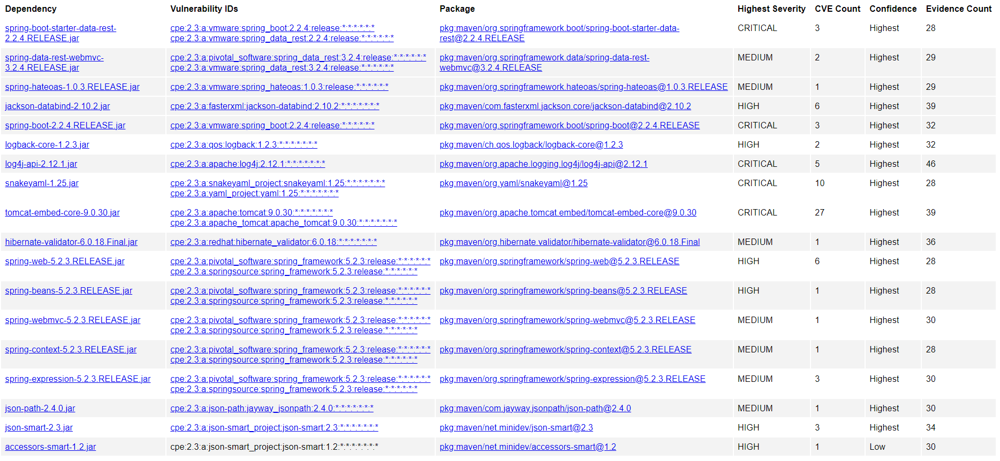 Dependency Vulnerability IDs Package Highest Severity CVE Count Confidence Evidence Count
spring-boot-starter-data-rest- cpe:2.3:a:vmware:spring_boot:2.2.4:release:*:*:*:*:*:* pkg:maven/org.springframework.boot/spring-boot-starter-data- CRITICAL 3 Highest 28
2.2.4.RELEASE.jar cpe:2.3:a:vmware:spring_data_rest:2.2.4:release:*:*:*:*:*:* rest@2.2.4.RELEASE
spring-data-rest-webmvc- cpe:2.3:a:pivotal_software:spring_data_rest:3.2.4:release:*:*:*:*:*:* pkg:maven/org.springframework.data/spring-data-rest- MEDIUM 2 Highest 29
3.2.4.RELEASE.jar cpe:2.3:a:vmware:spring_data_rest:3.2.4:release:*:*:*:*:*:* webmvc@3.2.4.RELEASE
spring-hateoas-1.0.3.RELEASE.jar cpe:2.3:a:vmware:spring_hateoas:1.0.3:release:*:*:*:*:*:* pkg:maven/org.springframework.hateoas/spring-hateoas@1.0.3.RELEASE MEDIUM 1 Highest 29
jackson-databind-2.10.2.jar cpe:2.3:a:fasterxml:jackson-databind:2.10.2:*:*:*:*:*:*:* pkg:maven/com.fasterxml.jackson.core/jackson-databind@2.10.2 HIGH 6 Highest 39
spring-boot-2.2.4.RELEASE.jar cpe:2.3:a:vmware:spring_boot:2.2.4:release:*:*:*:*:*:* pkg:maven/org.springframework.boot/spring-boot@2.2.4.RELEASE CRITICAL 3 Highest 32
logback-core-1.2.3.jar cpe:2.3:a:qos:logback:1.2.3:*:*:*:*:*:*:* pkg:maven/ch.qos.logback/logback-core@1.2.3 HIGH 2 Highest 32
log4j-api-2.12.1.jar cpe:2.3:a:apache:log4j:2.12.1:*:*:*:*:*:*:* pkg:maven/org.apache.logging.log4j/log4j-api@2.12.1 CRITICAL 5 Highest 46
snakeyaml-1.25.jar cpe:2.3:a:snakeyaml_project:snakeyaml:1.25:*:*:*:*:*:*:* pkg:maven/org.yaml/snakeyaml@1.25 CRITICAL 10 Highest 28
cpe:2.3:a:yaml_project:yaml:1.25:*:*:*:*:*:*:*
tomcat-embed-core-9.0.30.jar cpe:2.3:a:apache:tomcat:9.0.30:*:*:*:*:*:*:* pkg:maven/org.apache.tomcat.embed/tomcat-embed-core@9.0.30 CRITICAL 27 Highest 39
cpe:2.3:a:apache_tomcat:apache_tomcat:9.0.30:*:*:*:*:*:*:*
hibernate-validator-6.0.18.Final.jar cpe:2.3:a:redhat:hibernate_validator:6.0.18:*:*:*:*:*:*:* pkg:maven/org.hibernate.validator/hibernate-validator@6.0.18.Final MEDIUM 1 Highest 36
spring-web-5.2.3.RELEASE.jar cpe:2.3:a:pivotal_software:spring_framework:5.2.3:release:*:*:*:*:*:* pkg:maven/org.springframework/spring-web@5.2.3.RELEASE HIGH 6 Highest 28
cpe:2.3:a:springsource:spring_framework:5.2.3:release:*:*:*:*:*:*
spring-beans-5.2.3.RELEASE.jar cpe:2.3:a:pivotal_software:spring_framework:5.2.3:release:*:*:*:*:*:* pkg:maven/org.springframework/spring-beans@5.2.3.RELEASE HIGH 1 Highest 28
cpe:2.3:a:springsource:spring_framework:5.2.3:release:*:*:*:*:*:*
spring-webmvc-5.2.3.RELEASE.jar cpe:2.3:a:pivotal_software:spring_framework:5.2.3:release:*:*:*:*:*:* pkg:maven/org.springframework/spring-webmvc@5.2.3.RELEASE MEDIUM 1 Highest 30
cpe:2.3:a:springsource:spring_framework:5.2.3:release:*:*:*:*:*:*
spring-context-5.2.3.RELEASE.jar cpe:2.3:a:pivotal_software:spring_framework:5.2.3:release:*:*:*:*:*:* pkg:maven/org.springframework/spring-context@5.2.3.RELEASE MEDIUM 1 Highest 28
cpe:2.3:a:springsource:spring_framework:5.2.3:release:*:*:*:*:*:*
spring-expression-5.2.3.RELEASE.jar cpe:2.3:a:pivotal_software:spring_framework:5.2.3:release:*:*:*:*:*:* pkg:maven/org.springframework/spring-expression@5.2.3.RELEASE MEDIUM 3 Highest 30
cpe:2.3:a:springsource:spring_framework:5.2.3:release:*:*:*:*:*:*
json-path-2.4.0.jar cpe:2.3:a:json-path:jayway_jsonpath:2.4.0:*:*:*:*:*:*:* pkg:maven/com.jayway.jsonpath/json-path@2.4.0 MEDIUM 1 Highest 30
json-smart-2.3.jar cpe:2.3:a:json-smart_project:json-smart:2.3:*:*:*:*:*:*:* pkg:maven/net.minidev/json-smart@2.3 HIGH 3 Highest 34
accessors-smart-1.2.jar cpe:2.3:a:json-smart_project:json-smart:1.2:*:*:*:*:*:*:* pkg:maven/net.minidev/accessors-smart@1.2 HIGH 1 Low 30